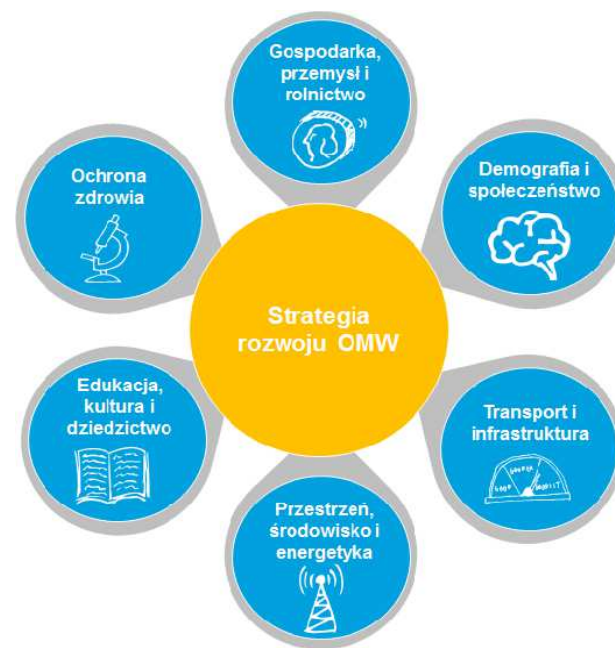 Gospodarka,
przemysł i
rolnictwo
Demografia i
społeczeństwo
Transport i
infrastruktura
Przestrzeń,
środowisko i
energetyka
Edukacja,
kultura i
dziedzictwo
Ochrona
zdrowia
Strategia
rozwoju OMW